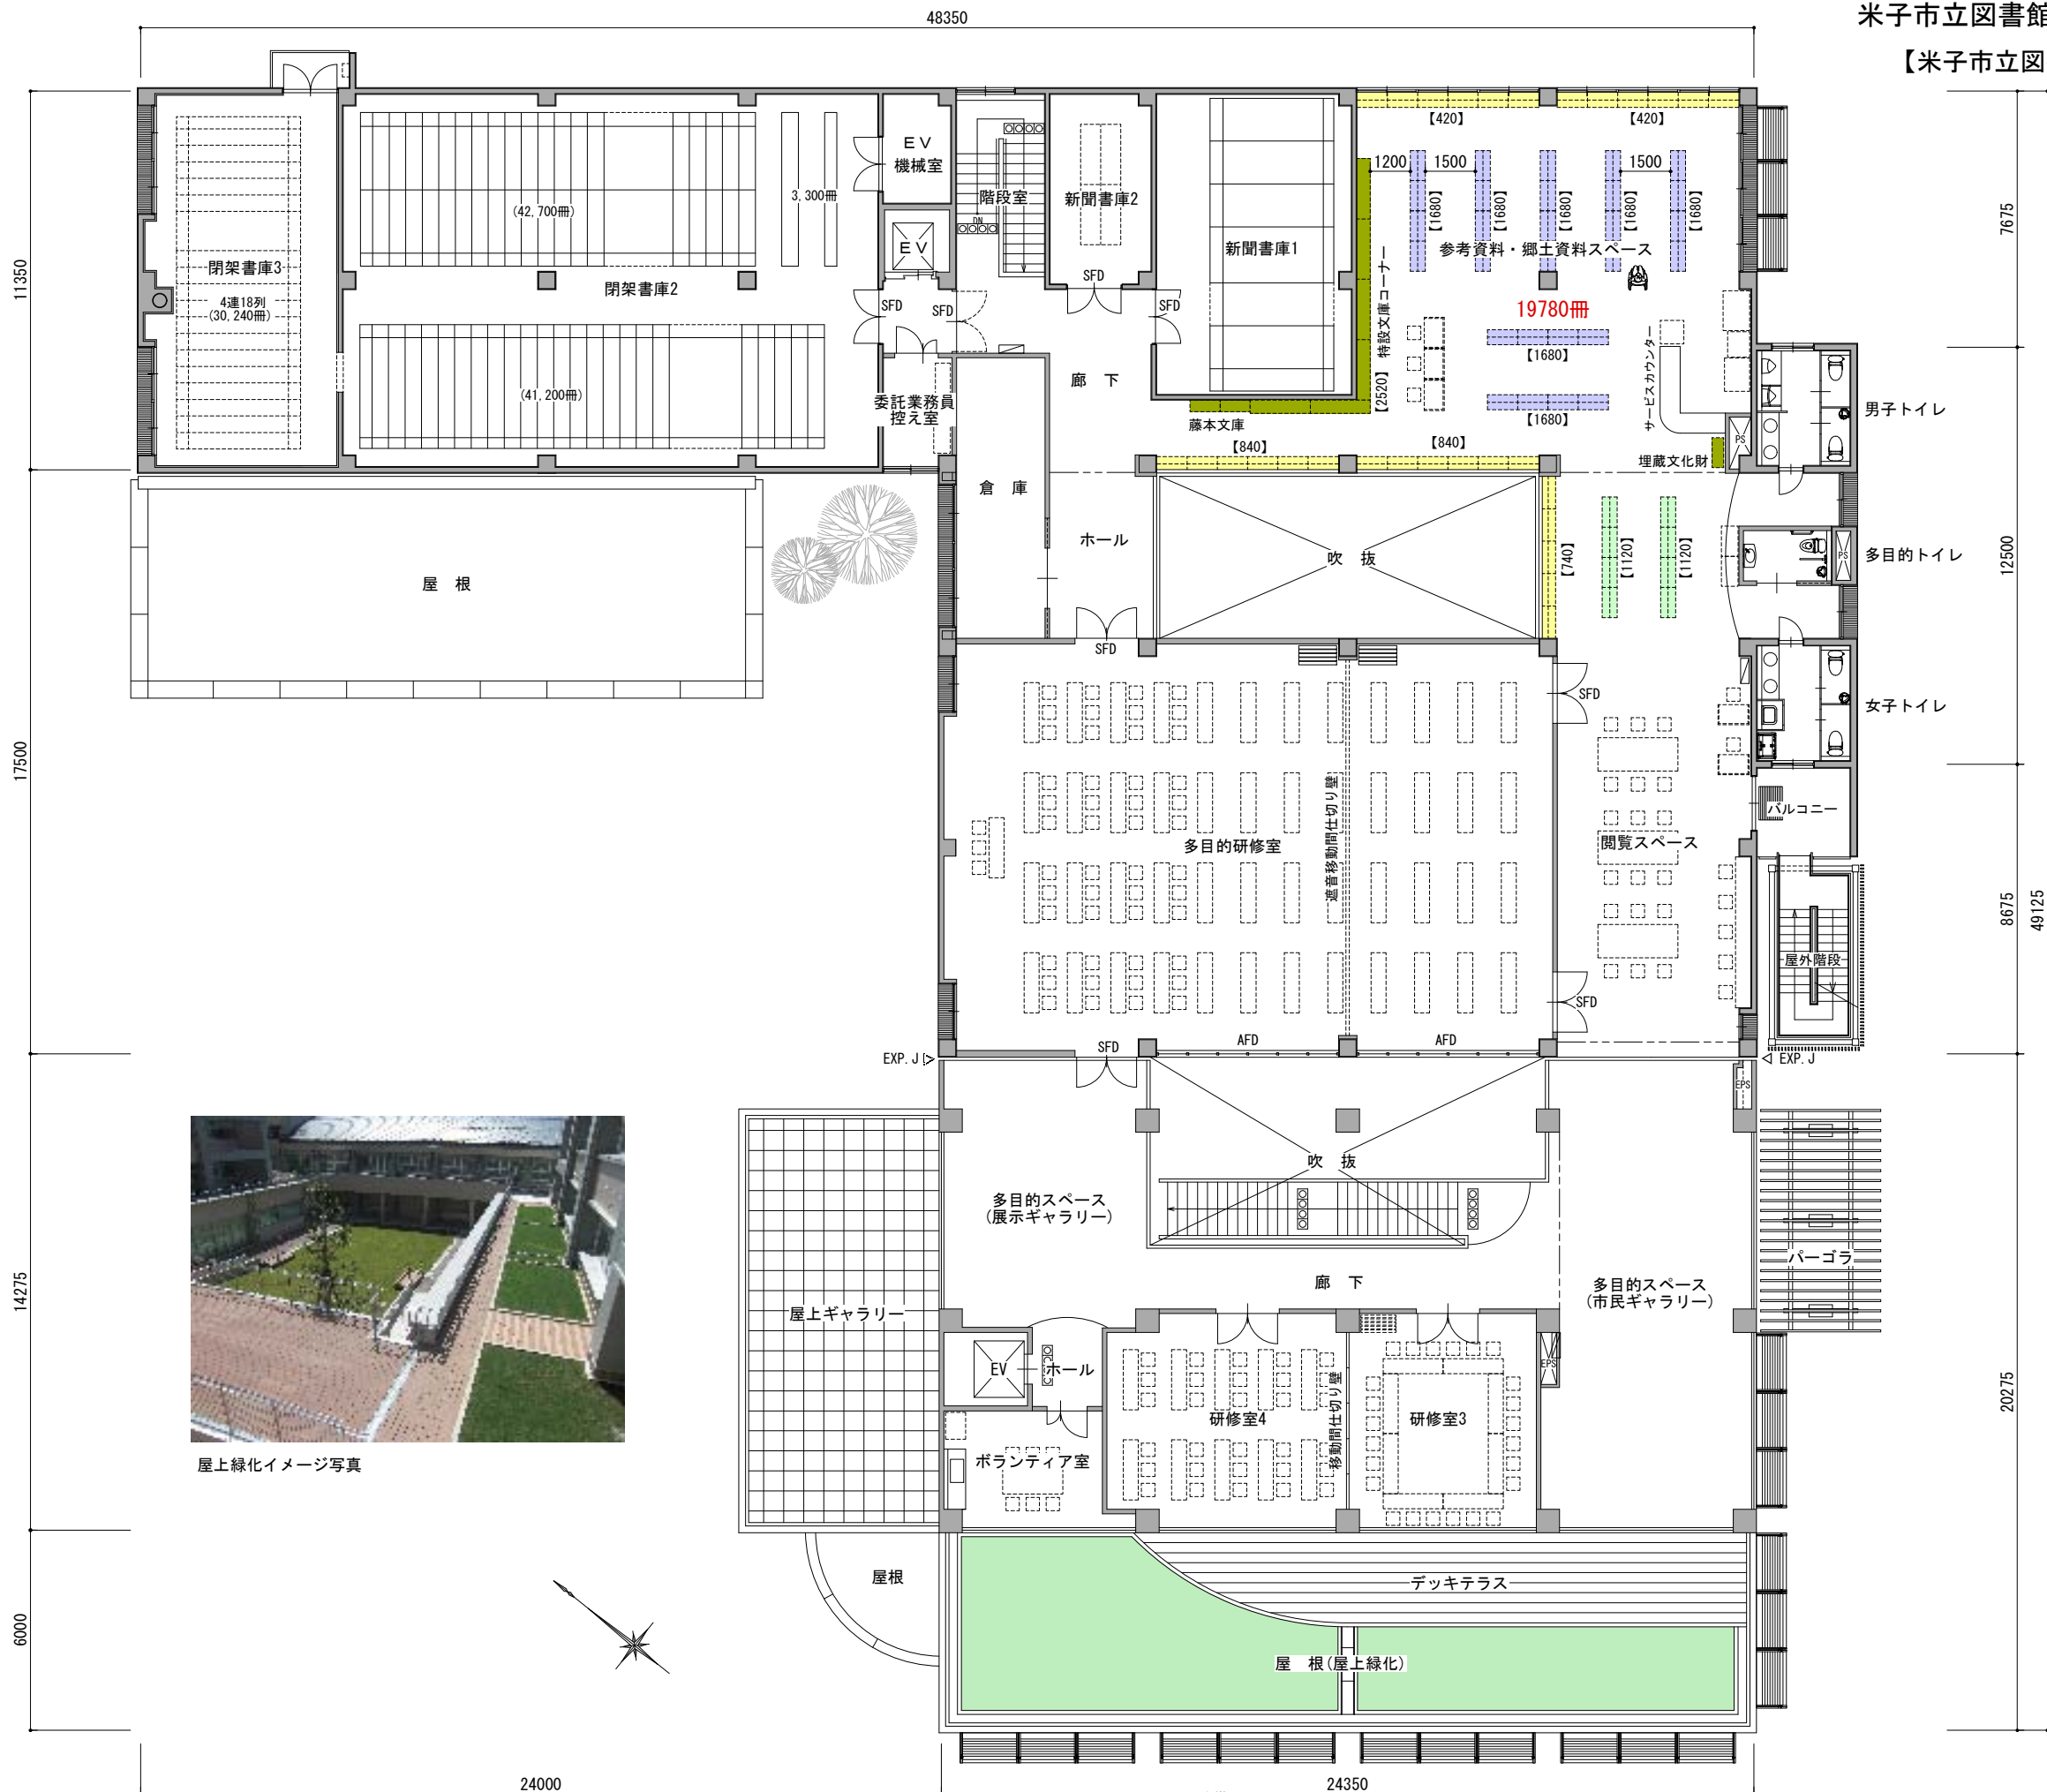 米子市立図書館
【米子市立図
48350
11350
17500
14275
6000
7675
12500
8675
49125
20275
24000
24350
閉架書庫3
4連18列
(30,240冊)
(42,700冊)
3,300冊
閉架書庫2
(41,200冊)
EV
機械室
EV
階段室
DN
新聞書庫2
SFD
新聞書庫1
SFD
SFD
SFD
委託業務員
控え室
廊 下
倉 庫
ホール
SFD
藤本文庫
【2520】 特設文庫コーナー
【420】
【420】
1200
1500
1500
【1680】
【1680】
【1680】
【1680】
【1680】
参考資料・郷土資料スペース
19780冊
【1680】
【1680】
サービスカウンター
PS
埋蔵文化財
【840】
【840】
吹 抜
【740】
【1120】
【1120】
男子トイレ
多目的トイレ
PS
女子トイレ
バルコニー
屋外階段
屋 根
多目的研修室
遮音移動間仕切り壁
SFD
SFD
閲覧スペース
SFD
AFD
AFD
EXP.J
EXP.J
EPS
吹 抜
多目的スペース
(展示ギャラリー)
廊 下
多目的スペース
(市民ギャラリー)
パーゴラ
屋上ギャラリー
EV
ホール
ボランティア室
研修室4
移動間仕切り壁
研修室3
EPS
屋上緑化イメージ写真
屋根
デッキテラス
屋 根(屋上緑化)